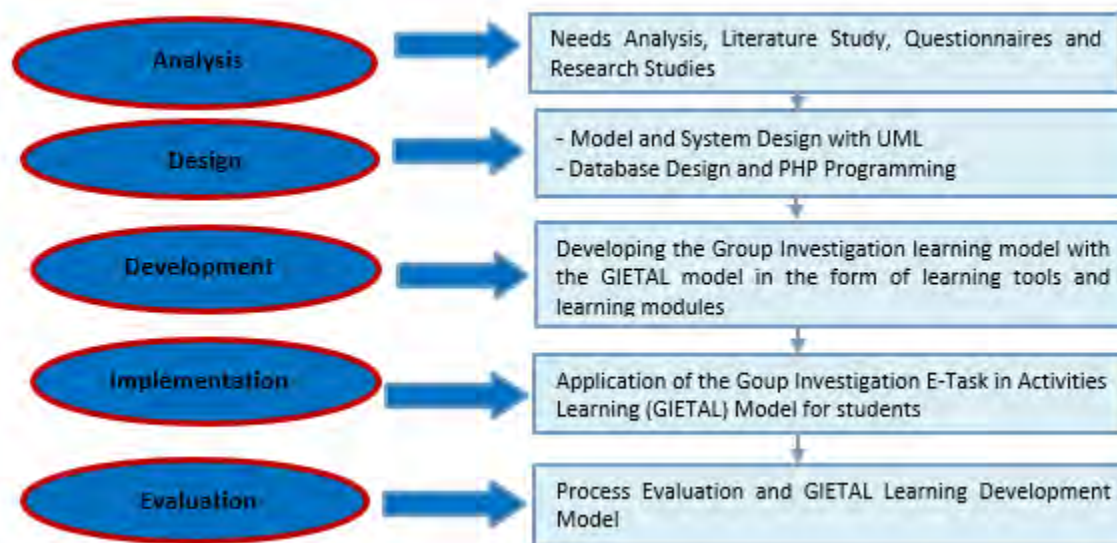 Analysis
Needs Analysis, Literature Study, Questionnaires and
Research Studies
Design
- Model and System Design with UML
- Database Design and PHP Programming
Development
Developing the Group Investigation learning model with
the GIETAL model in the form of learning tools and
learning modules
Implementation
Application of the Goup Investigation E-Task in Activities
Learning (GIETAL) Model for students
Evaluation
Process Evaluation and GIETAL Learning Development
Model